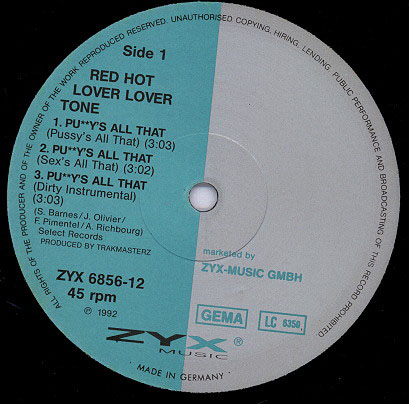 ALL RIGHTS OF THE PRODUCER AND OF THE OWNER OF THE WORK REPRODUCED RESERVED. UNAUTHORISED COPYING, HIRING, LENDING, PUBLIC PERFORMANCE AND BROADCASTING OF THIS RECORD PROHIBITED.
Side 1
RED HOT
LOVER LOVER
TONE
1. PU**Y'S ALL THAT
(Pussy's All That) (3:03)
2. PU**Y'S ALL THAT
(Sex's All That) (3:02)
3. PU**Y'S ALL THAT
(Dirty Instrumental)
(3:03)
(S. Barnes/J. Olivier/
F. Pimentel/A. Richbourg)
Select Records
PRODUCED BY TRAKMASTERZ
marketed by
ZYX-MUSIC GMBH
ZYX 6856-12
45 rpm
℗ 1992
GEMA
LC 5350
ZYX®
MUSIC
· MADE IN GERMANY ·